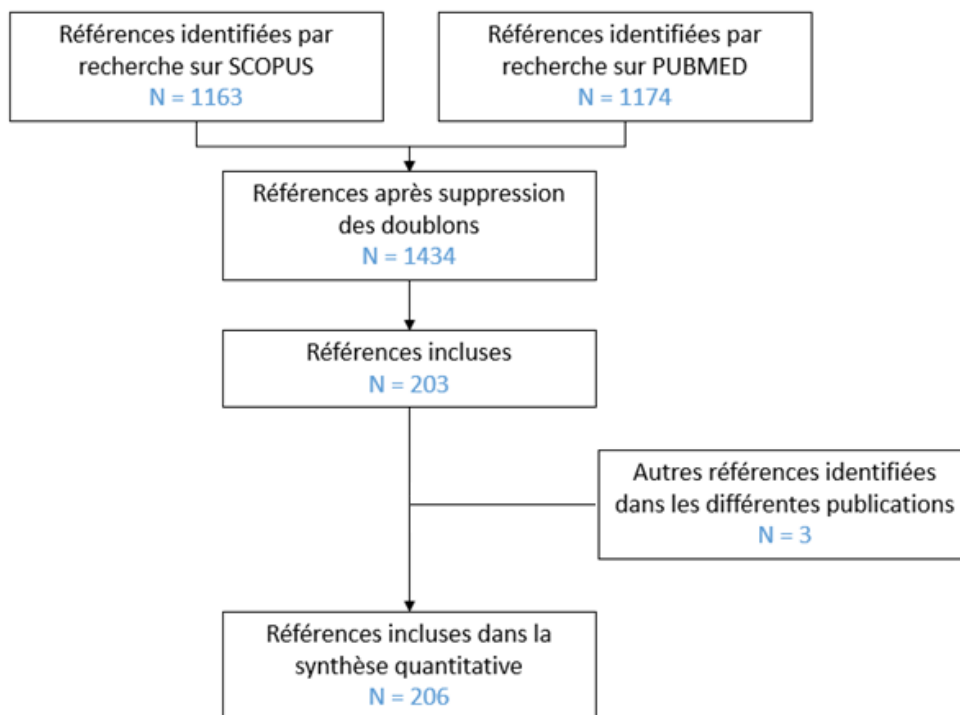 Références identifiées par
recherche sur SCOPUS
N = 1163
Références identifiées par
recherche sur PUBMED
N = 1174
Références après suppression
des doublons
N = 1434
Références incluses
N = 203
Autres références identifiées
dans les différentes publications
N = 3
Références incluses dans la
synthèse quantitative
N = 206